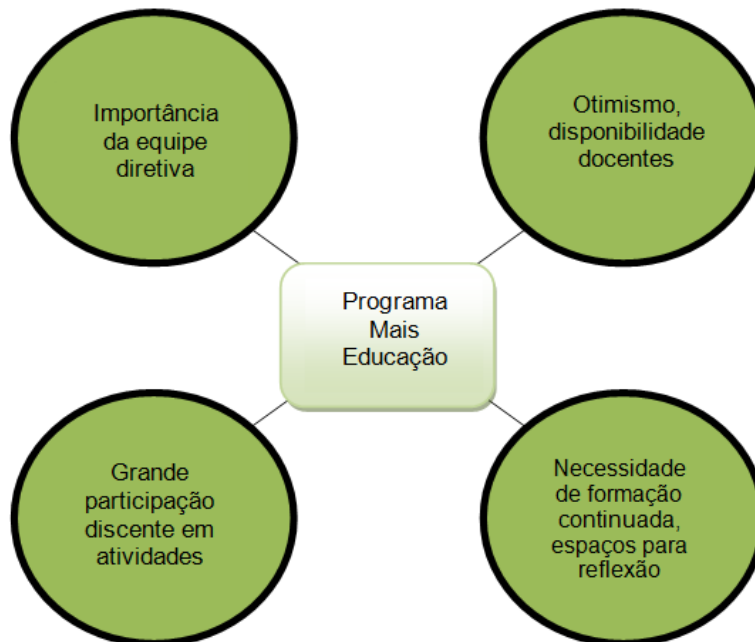 Importância
da equipe
diretiva
Otimismo,
disponibilidade
docentes
Programa
Mais
Educação
Grande
participação
discente em
atividades
Necessidade
de formação
continuada,
espaços para
reflexão